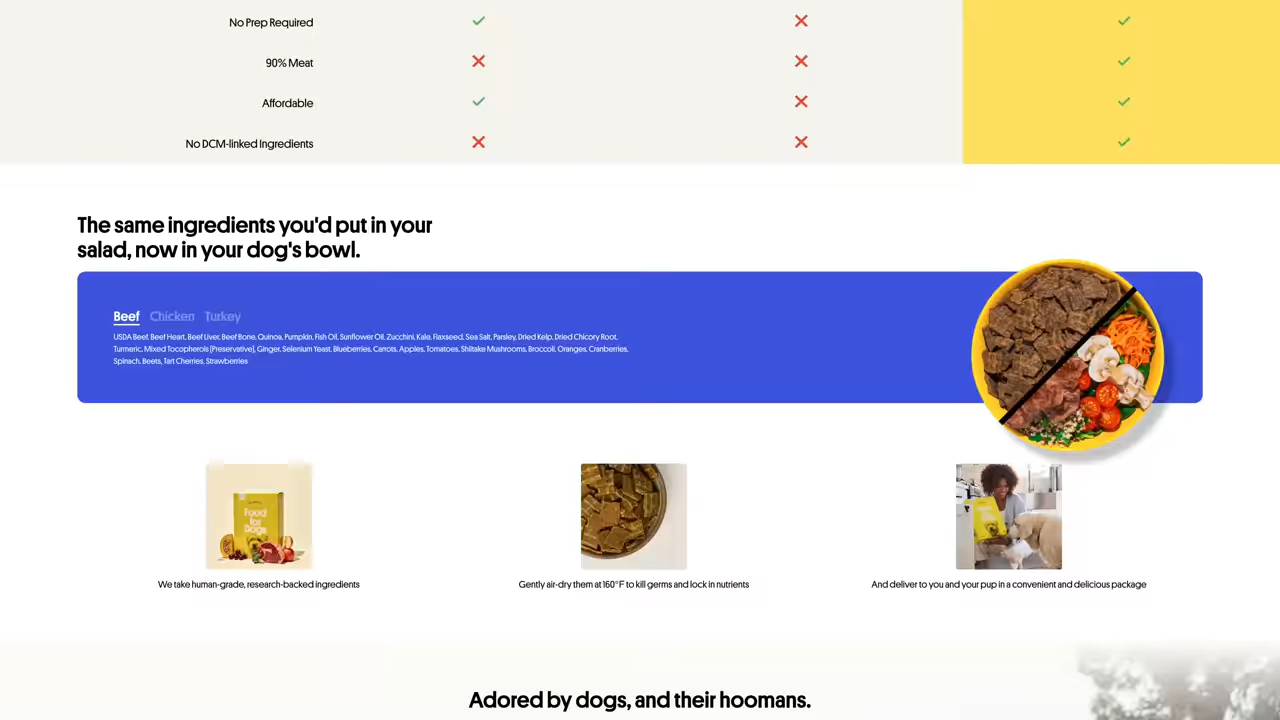 No Prep Required
90% Meat
Affordable
No DCM-linked Ingredients
The same ingredients you'd put in your
salad, now in your dog's bowl.
Beef Chicken Turkey
USDA Beef, Beef Heart, Beef Liver, Beef Bone, Quinoa, Pumpkin, Fish Oil, Sunflower Oil, Zucchini, Kale, Flaxseed, Sea Salt, Parsley, Dried Kelp, Dried Chicory Root,
Turmeric, Mixed Tocopherols (Preservative), Ginger, Selenium Yeast, Blueberries, Carrots, Apples, Tomatoes, Shiitake Mushrooms, Broccoli, Oranges, Cranberries,
Spinach, Beets, Tart Cherries, Strawberries
Food
for
Dogs
We take human-grade, research-backed ingredients
Gently air-dry them at 160°F to kill germs and lock in nutrients
And deliver to you and your pup in a convenient and delicious package
Adored by dogs, and their hoomans.